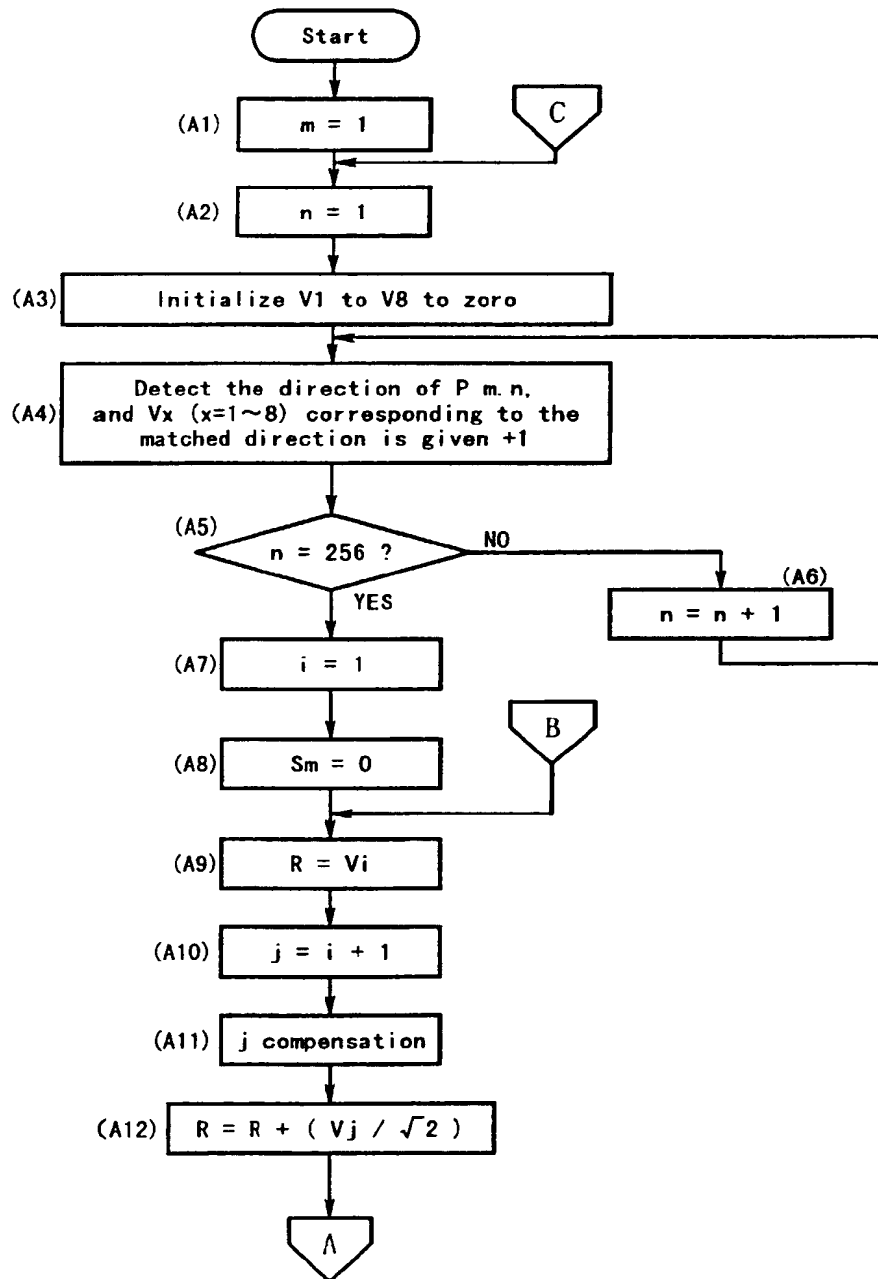 Start
(A1)
m = 1
C
(A2)
n = 1
(A3)
Initialize V1 to V8 to zoro
(A4)
Detect the direction of P m.n,
and Vx (x=1～8) corresponding to the
matched direction is given +1
(A5)
n = 256 ?
NO
YES
(A6)
n = n + 1
(A7)
i = 1
B
(A8)
Sm = 0
(A9)
R = Vi
(A10)
j = i + 1
(A11)
j compensation
(A12)
R = R + ( Vj / √2 )
A